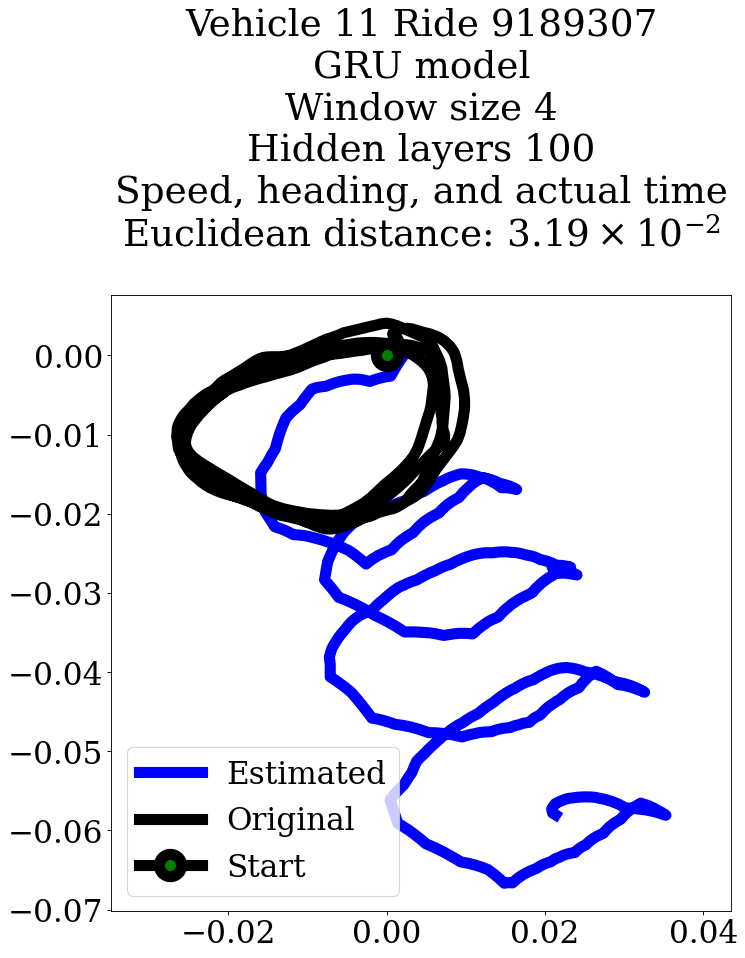 Vehicle 11 Ride 9189307
GRU model
Window size 4
Hidden layers 100
Speed, heading, and actual time
Euclidean distance: 3.19 × 10⁻²
0.00
−0.01
−0.02
−0.03
−0.04
−0.05
−0.06
−0.07
Estimated
Original
Start
−0.02 0.00 0.02 0.04